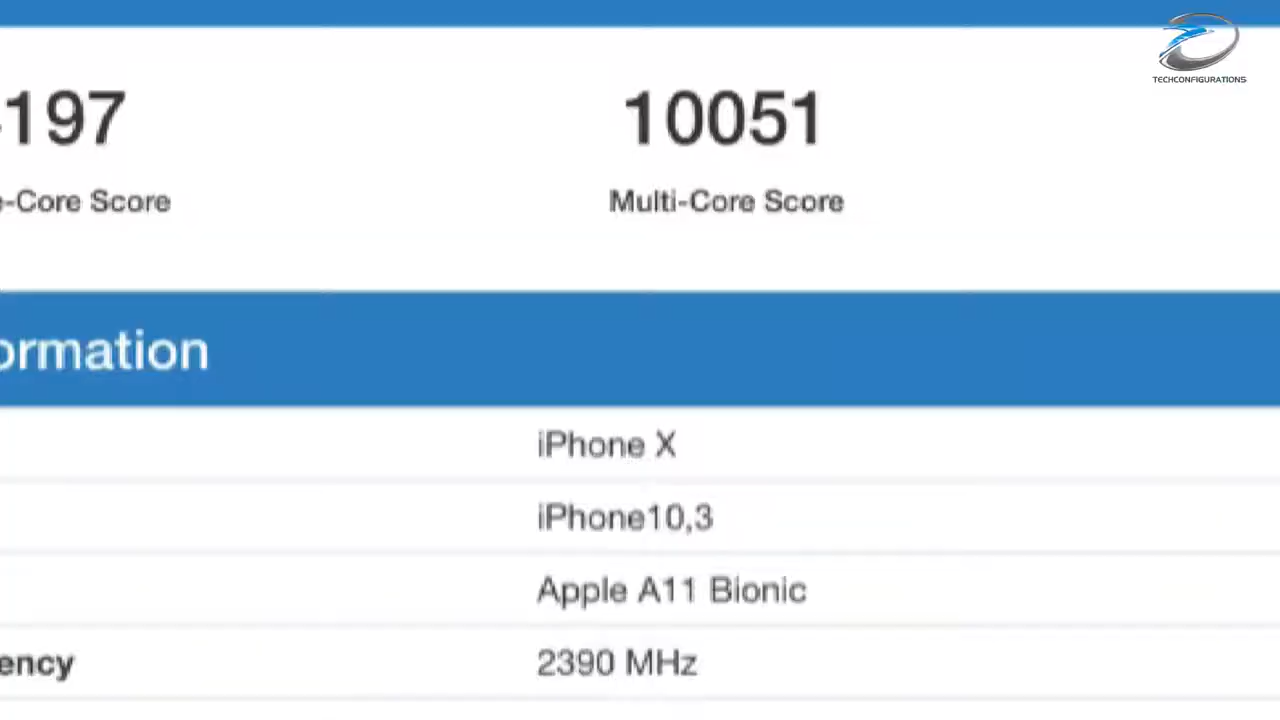 TECHCONFIGURATIONS
197 10051
-Core Score Multi-Core Score
ormation
iPhone X
iPhone10,3
Apple A11 Bionic
ency 2390 MHz